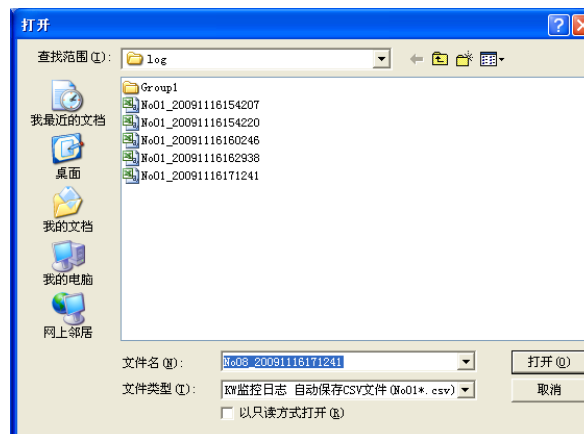 打开
查找范围(I):
log
我最近的文档
桌面
我的文档
我的电脑
网上邻居
Group1
No01_20091116154207
No01_20091116154220
No01_20091116160246
No01_20091116162938
No01_20091116171241
文件名(N):
No08_20091116171241
打开(O)
文件类型(T):
KW监控日志 自动保存CSV文件(No01*.csv)
取消
以只读方式打开(R)